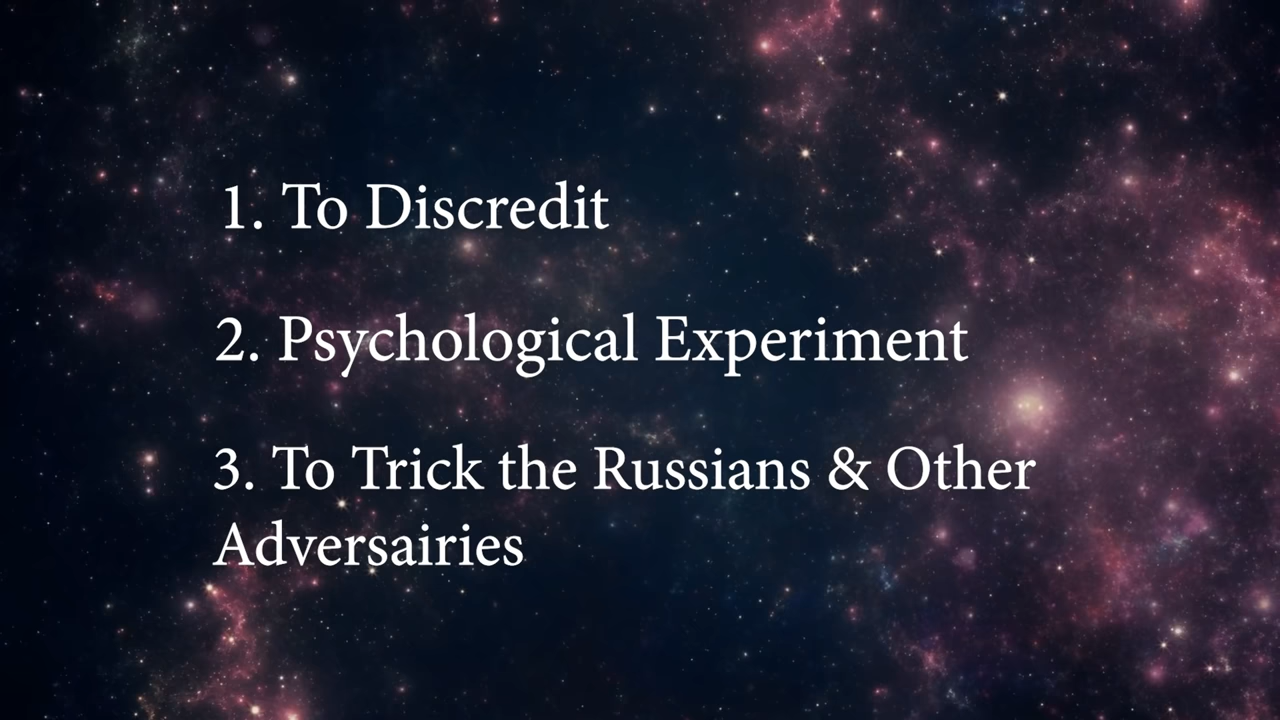 1. To Discredit
2. Psychological Experiment
3. To Trick the Russians & Other
Adversairies